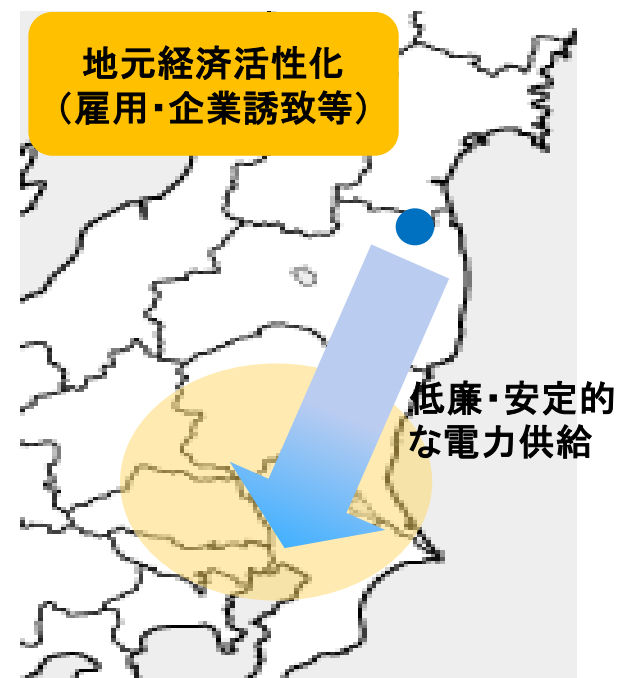 地元経済活性化
（雇用・企業誘致等）
低廉・安定的
な電力供給